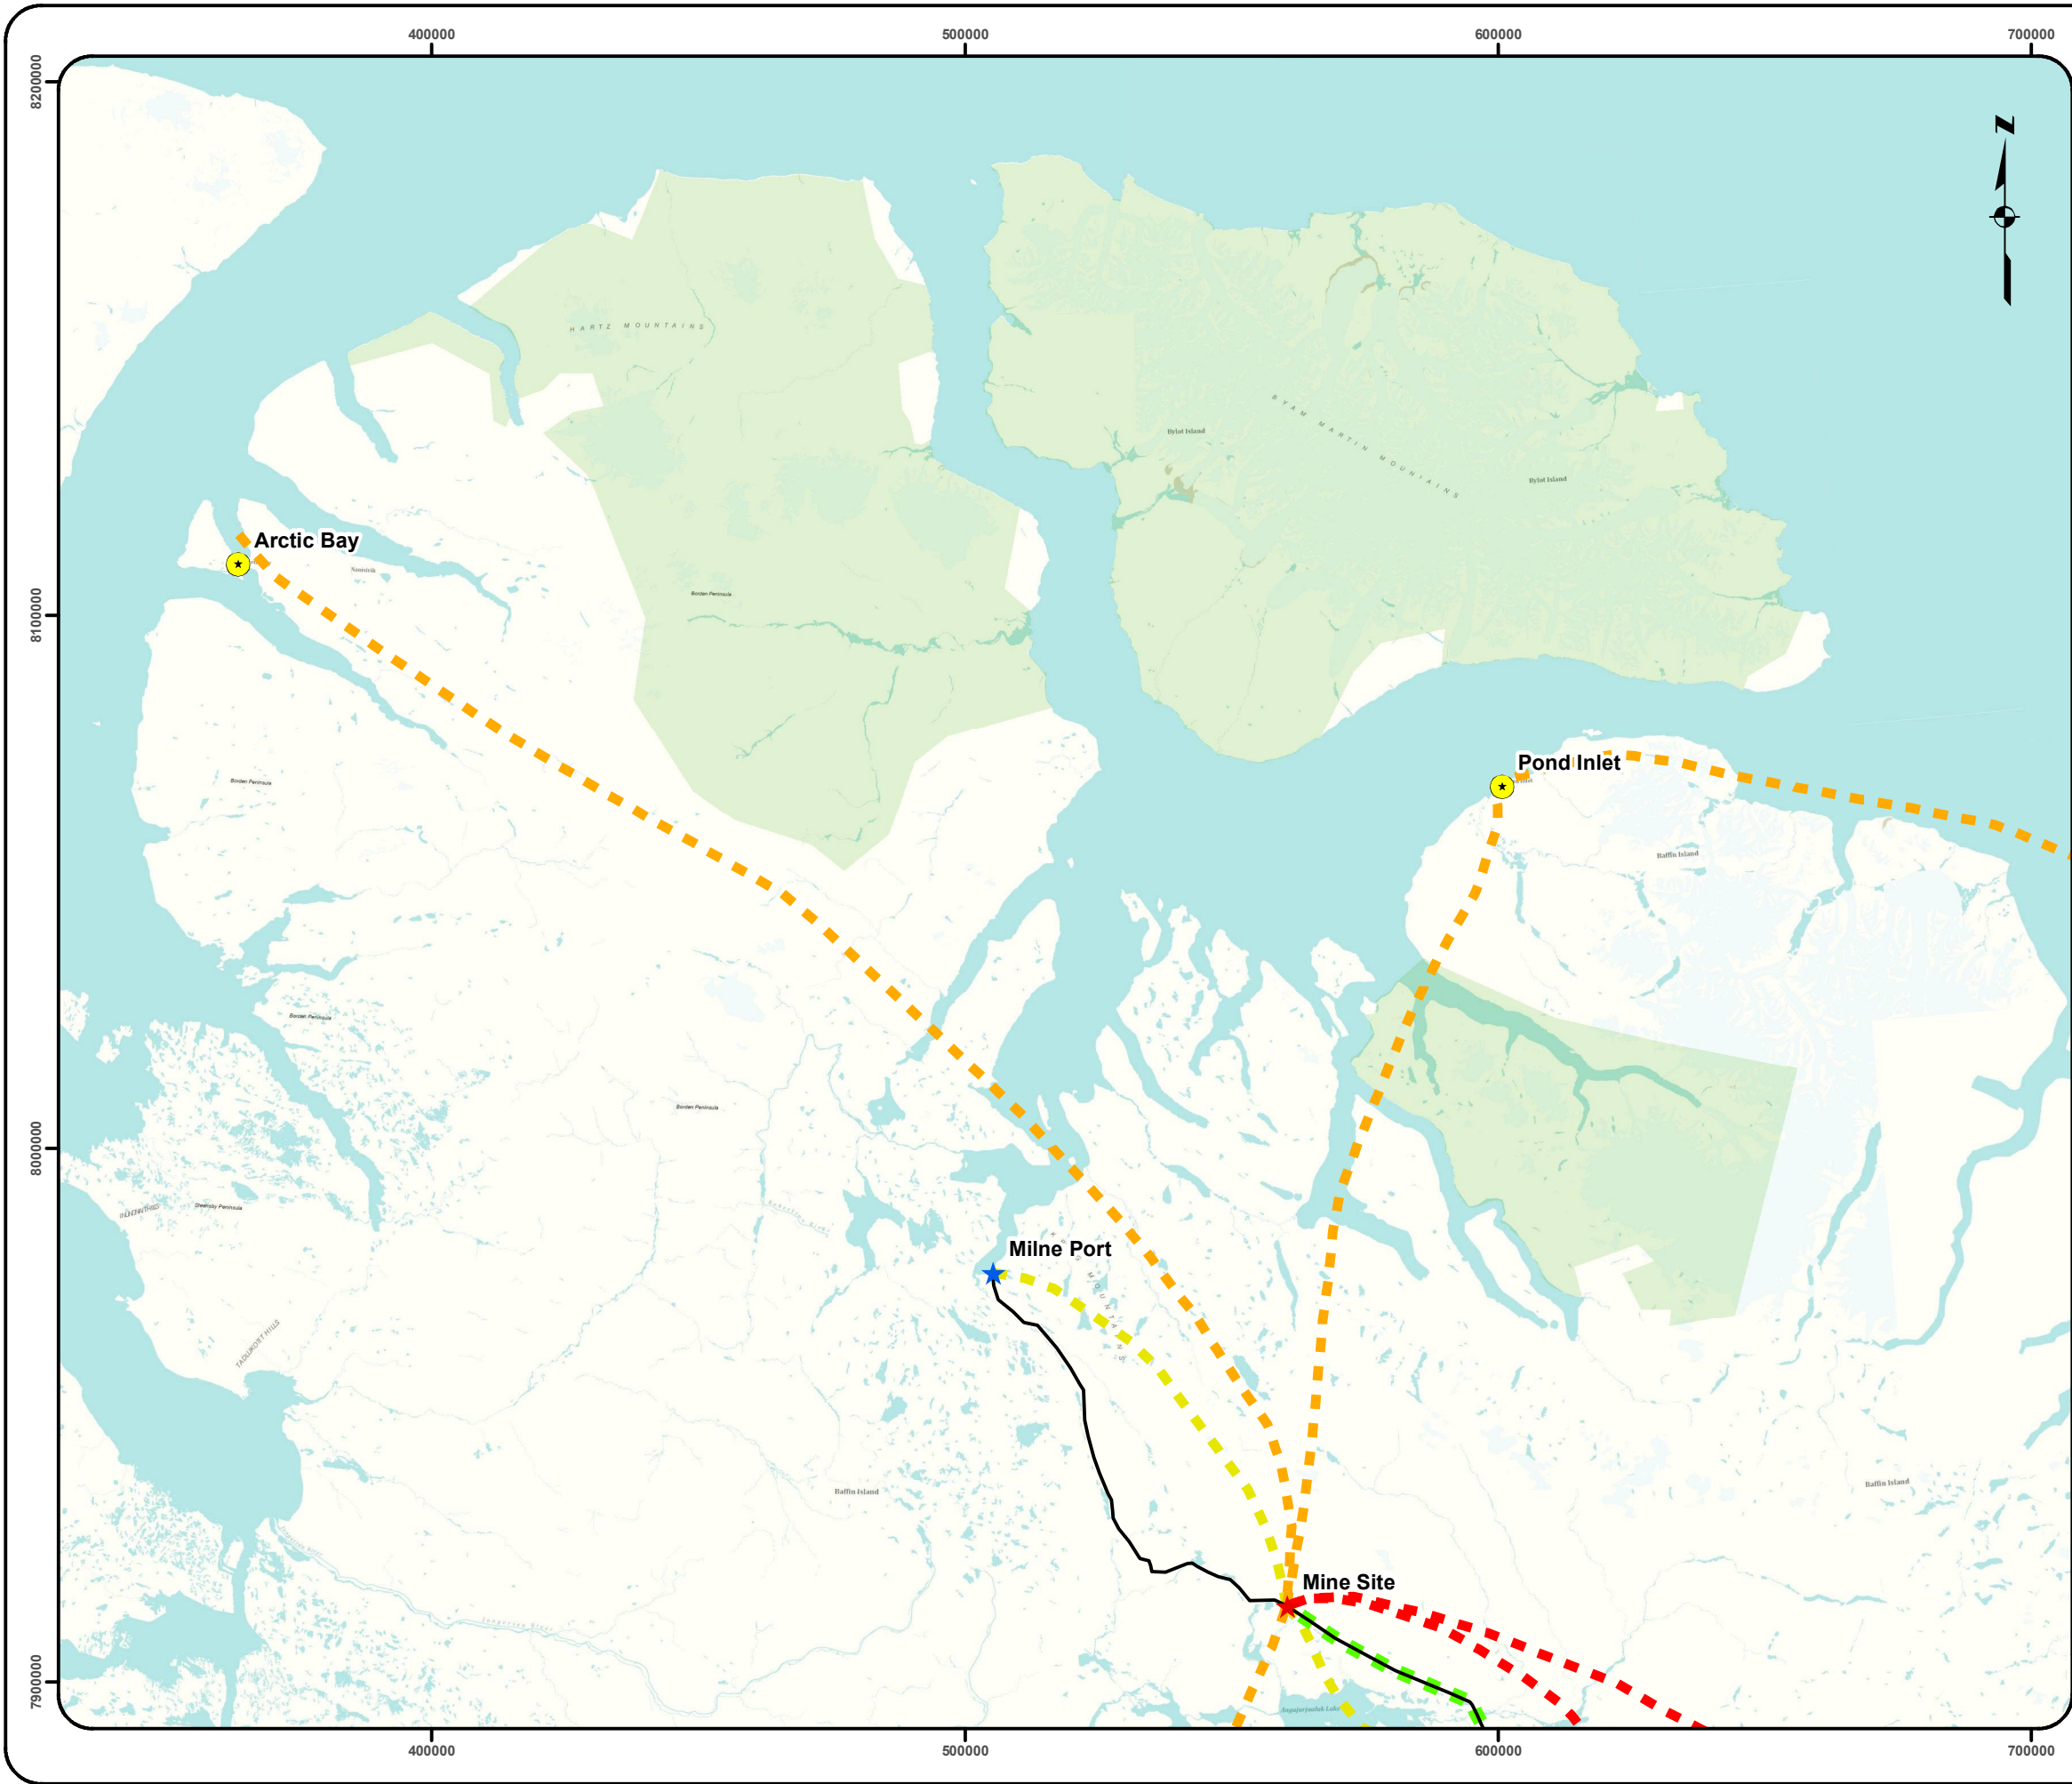 400000
500000
600000
700000
8200000
N
HARTZ MOUNTAINS
BYAM MARTIN MOUNTAINS
Bylot Island
Bylot Island
Arctic Bay
Borden Peninsula
8100000
Pond Inlet
Borden Peninsula
Baffin Island
Borden Peninsula
Borden Peninsula
8000000
Milne Port
MOUNTAINS
Baffin Island
Baffin Island
Mine Site
7900000
400000
500000
600000
700000